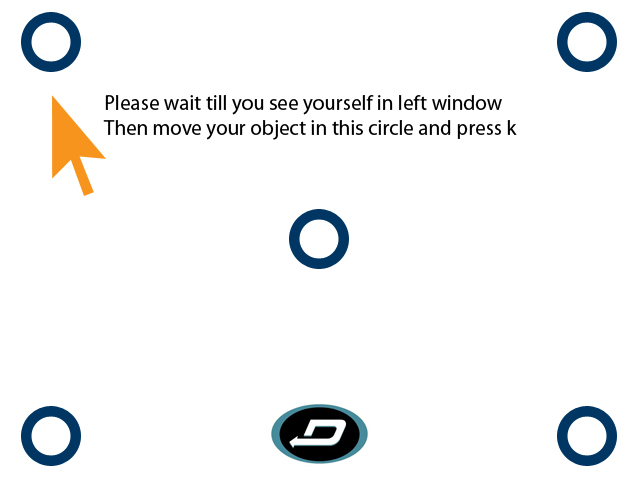 Please wait till you see yourself in left window
Then move your object in this circle and press k
D